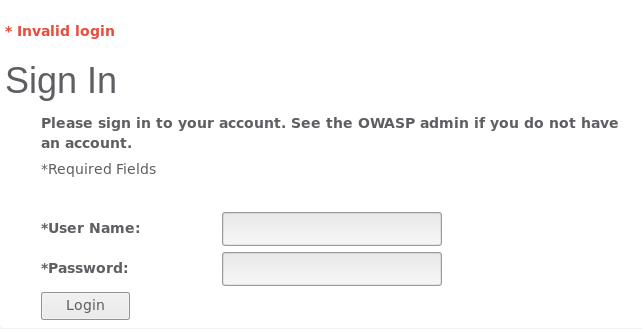 * Invalid login
Sign In
Please sign in to your account. See the OWASP admin if you do not have
an account.
*Required Fields
*User Name:
*Password:
Login